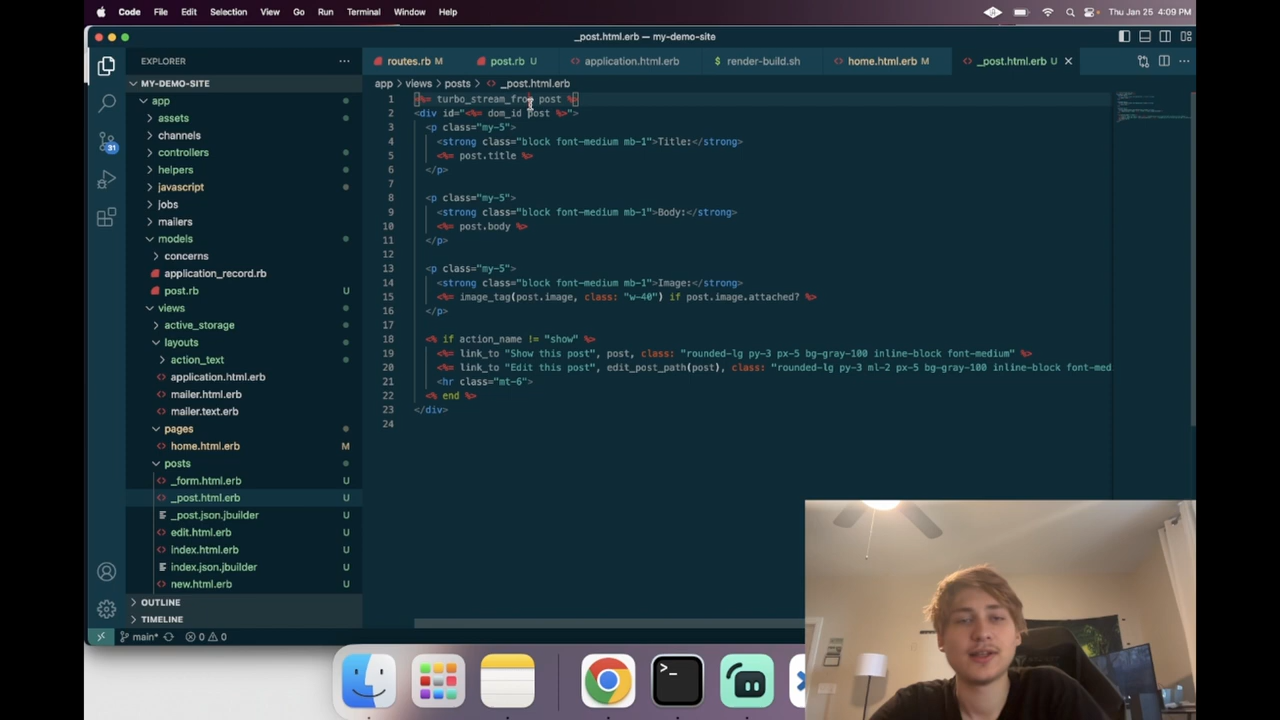 Code File Edit Selection View Go Run Terminal Window Help Thu Jan 25 4:09 PM
_post.html.erb — my-demo-site
EXPLORER
routes.rb M
post.rb U
application.html.erb
render-build.sh
home.html.erb M
_post.html.erb U
MY-DEMO-SITE
app > views > posts > _post.html.erb
app
assets
channels
controllers
helpers
javascript
jobs
mailers
models
concerns
application_record.rb
post.rb U
views
active_storage
layouts
action_text
application.html.erb
mailer.html.erb
mailer.text.erb
pages
home.html.erb M
posts
_form.html.erb U
_post.html.erb U
_post.json.jbuilder U
edit.html.erb U
index.html.erb U
index.json.jbuilder U
new.html.erb U
OUTLINE
TIMELINE
31
1 <%= turbo_stream_from post %>
2 <div id="<%= dom_id post %>">
3 <p class="my-5">
4 <strong class="block font-medium mb-1">Title:</strong>
5 <%= post.title %>
6 </p>
7
8 <p class="my-5">
9 <strong class="block font-medium mb-1">Body:</strong>
10 <%= post.body %>
11 </p>
12
13 <p class="my-5">
14 <strong class="block font-medium mb-1">Image:</strong>
15 <%= image_tag(post.image, class: "w-40") if post.image.attached? %>
16 </p>
17
18 <% if action_name != "show" %>
19 <%= link_to "Show this post", post, class: "rounded-lg py-3 px-5 bg-gray-100 inline-block font-medium" %>
20 <%= link_to "Edit this post", edit_post_path(post), class: "rounded-lg py-3 ml-2 px-5 bg-gray-100 inline-block font-med
21 <hr class="mt-6">
22 <% end %>
23 </div>
24
main* 0 0